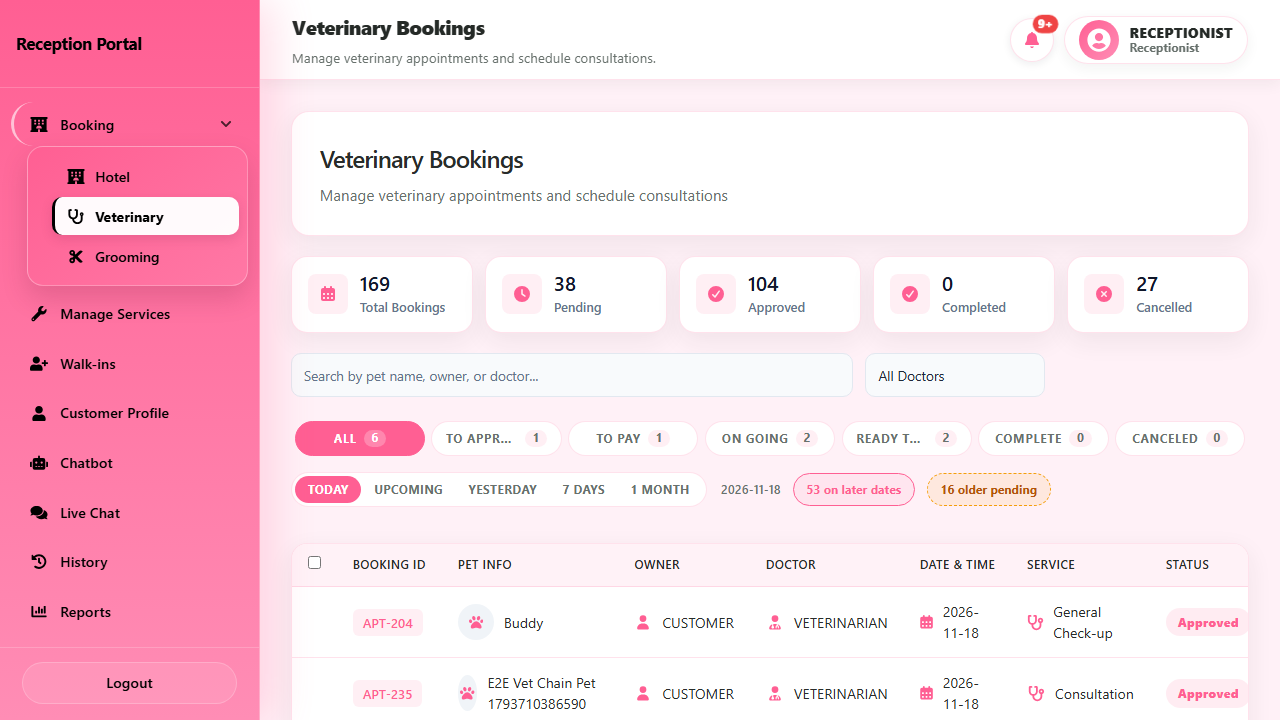 Reception Portal
Booking
Hotel
Veterinary
Grooming
Manage Services
Walk-ins
Customer Profile
Chatbot
Live Chat
History
Reports
Logout
Veterinary Bookings
Manage veterinary appointments and schedule consultations.
9+
RECEPTIONIST
Receptionist
Veterinary Bookings
Manage veterinary appointments and schedule consultations
169
Total Bookings
38
Pending
104
Approved
0
Completed
27
Cancelled
Search by pet name, owner, or doctor...
All Doctors
ALL 6
TO APPR... 1
TO PAY 1
ON GOING 2
READY T... 2
COMPLETE 0
CANCELED 0
TODAY UPCOMING YESTERDAY 7 DAYS 1 MONTH 2026-11-18 53 on later dates 16 older pending
BOOKING ID PET INFO OWNER DOCTOR DATE & TIME SERVICE STATUS
APT-204 Buddy CUSTOMER VETERINARIAN 2026-11-18 General Check-up Approved
APT-235 E2E Vet Chain Pet 1793710386590 CUSTOMER VETERINARIAN 2026-11-18 Consultation Approved